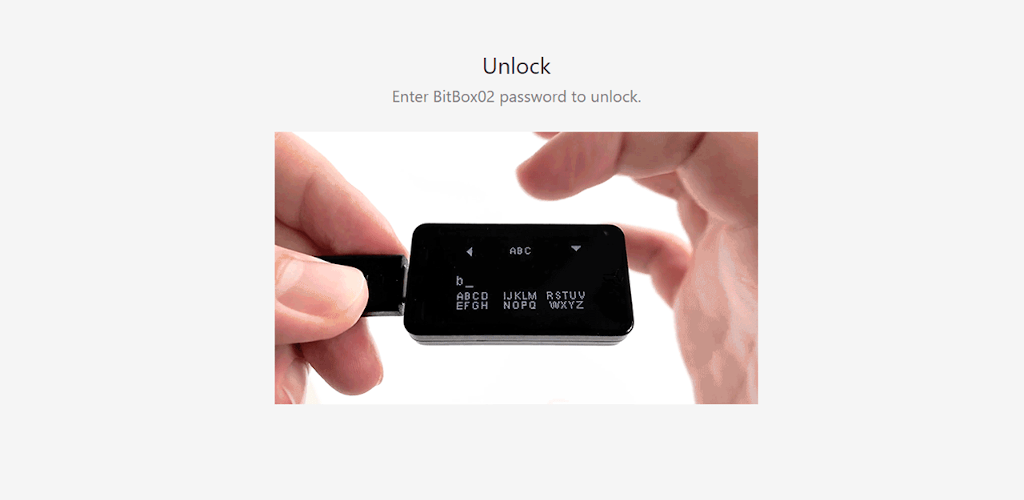 Unlock
Enter BitBox02 password to unlock.
ABC
b_
ABCD IJKLM RSTUV
EFGH NOPQ WXYZ